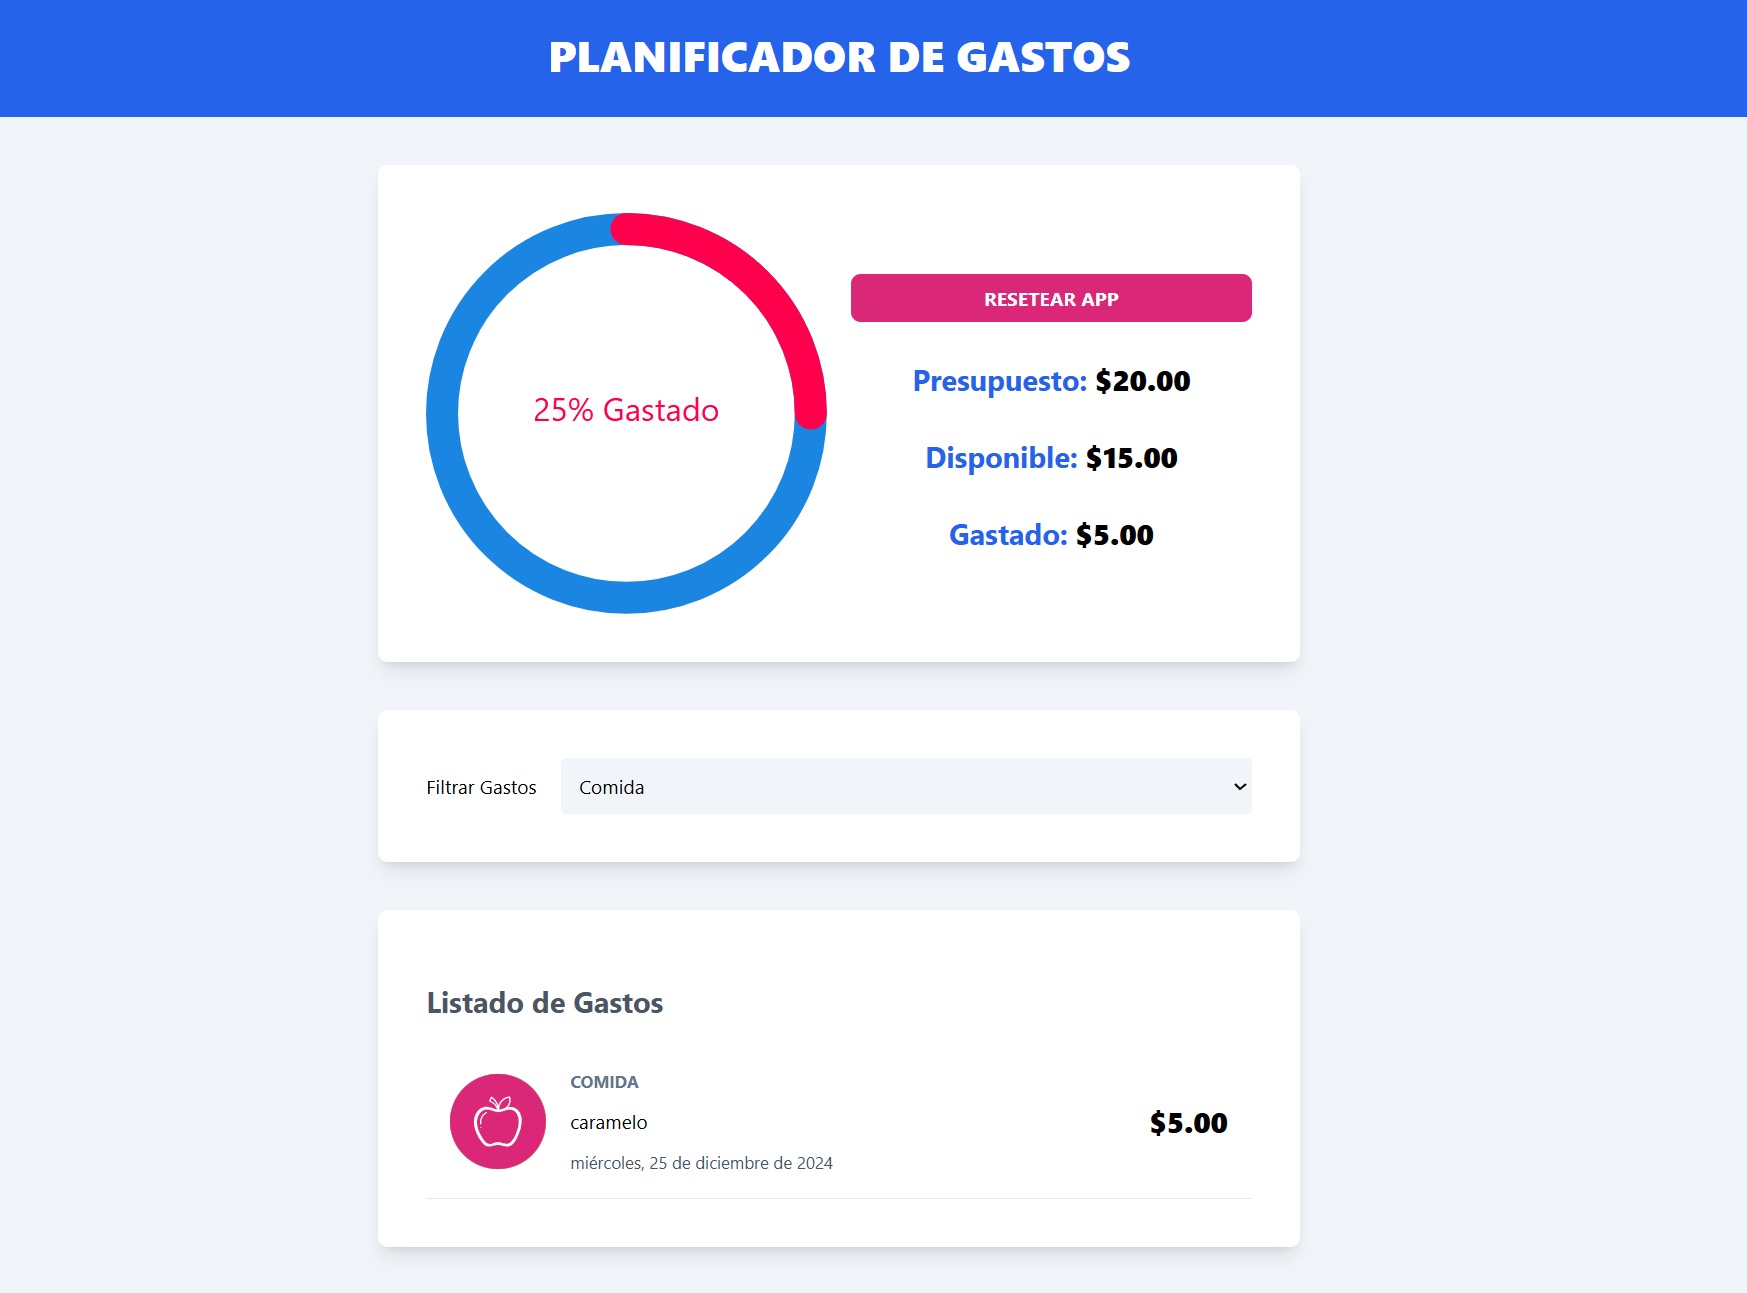 PLANIFICADOR DE GASTOS
25% Gastado
RESETEAR APP
Presupuesto: $20.00
Disponible: $15.00
Gastado: $5.00
Filtrar Gastos
Comida
Listado de Gastos
COMIDA
caramelo
$5.00
miércoles, 25 de diciembre de 2024